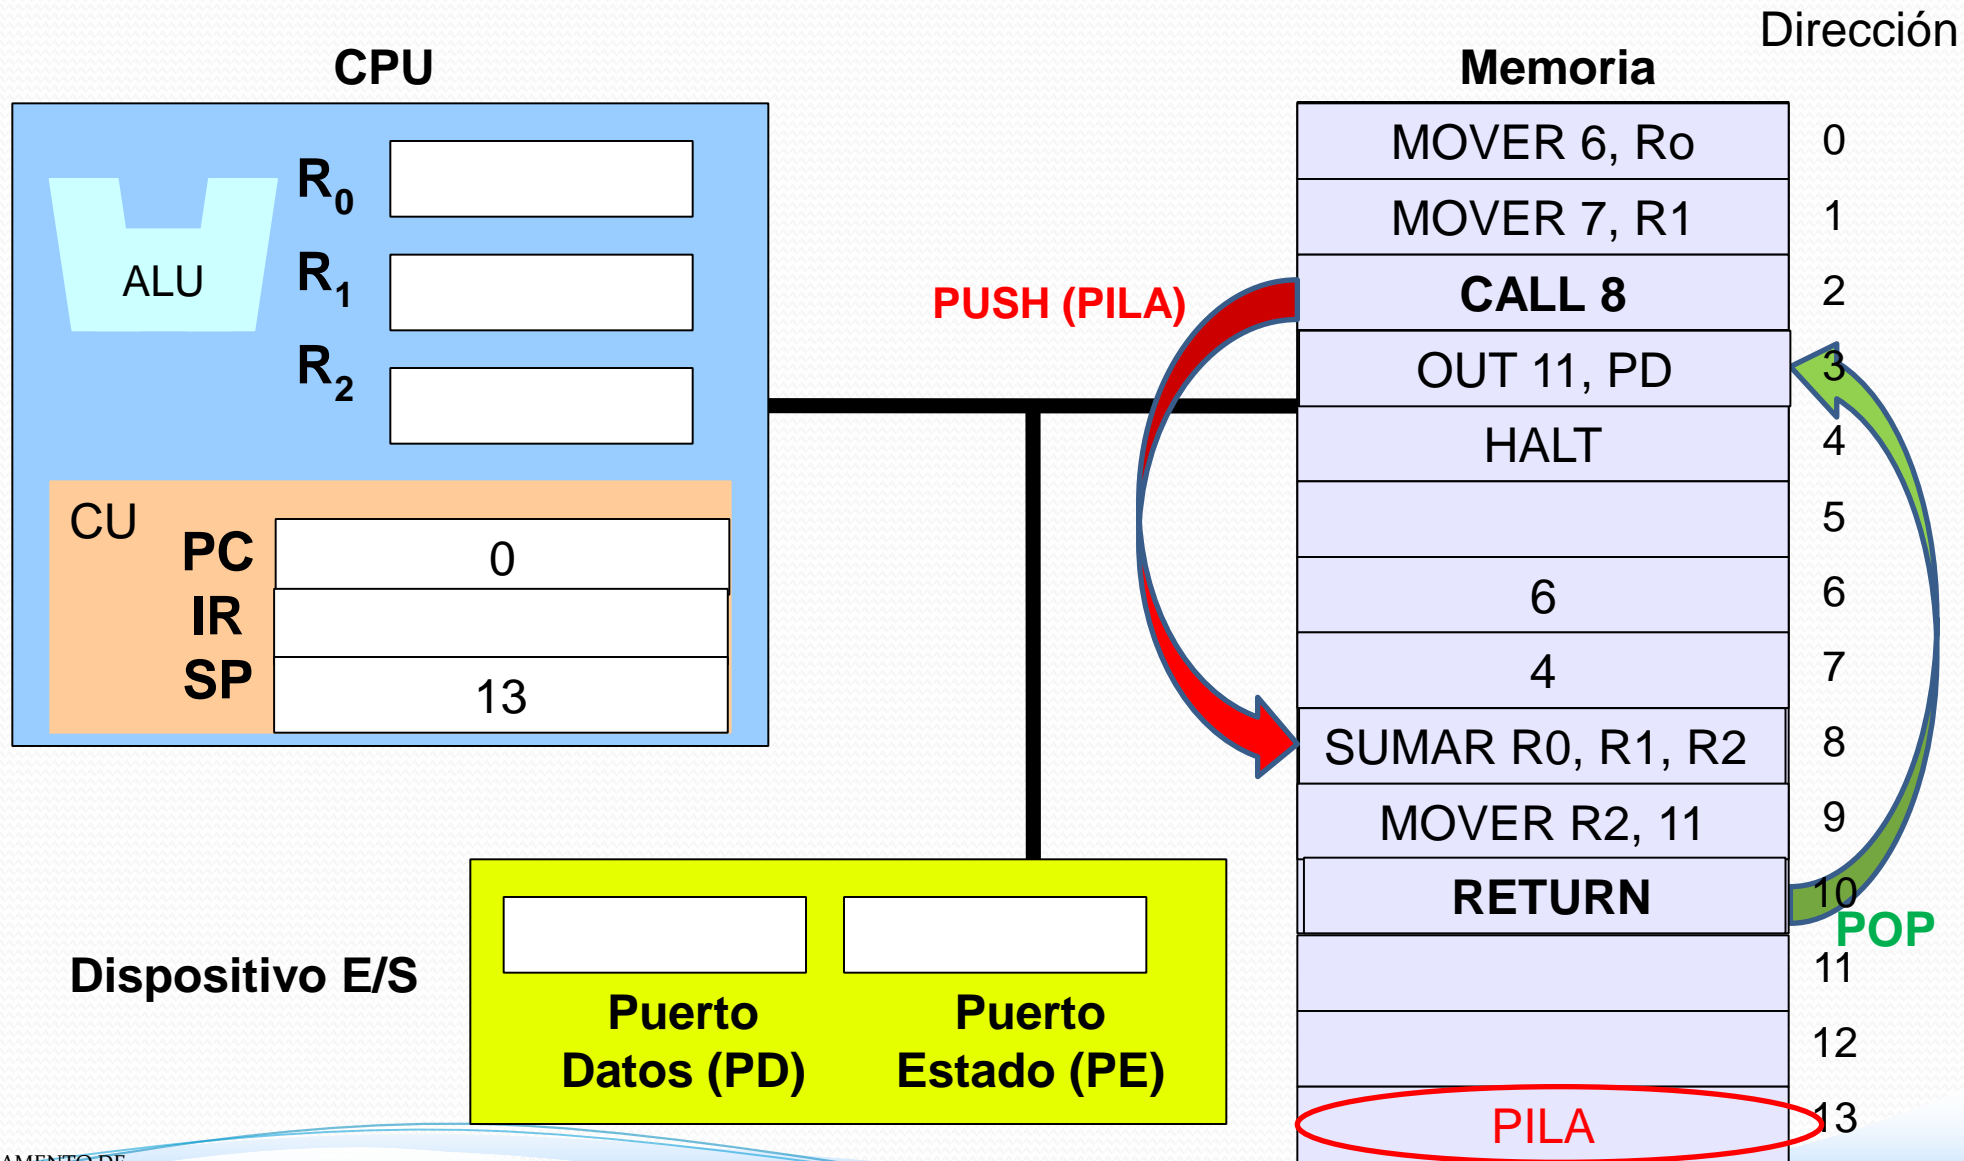 Dirección
CPU
Memoria
MOVER 6, Ro 0
R0
MOVER 7, R1 1
ALU
R1
PUSH (PILA)
CALL 8 2
R2
OUT 11, PD 3
HALT 4
CU
5
PC 0
IR
6 6
SP 13
4 7
SUMAR R0, R1, R2 8
MOVER R2, 11 9
RETURN 10
POP
Dispositivo E/S
11
Puerto
Datos (PD)
Puerto
Estado (PE)
12
PILA 13